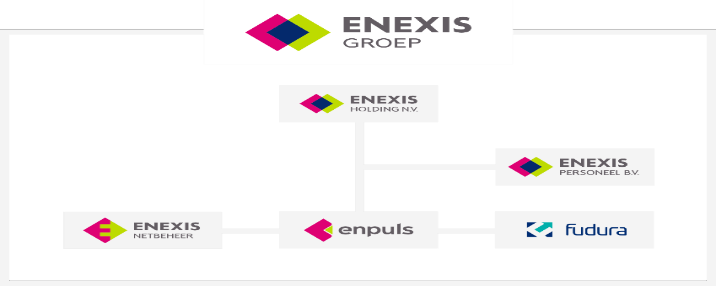 ENEXIS
GROEP
ENEXIS
HOLDING N.V.
ENEXIS
PERSONEEL B.V.
ENEXIS
NETBEHEER
enpuls
fudura